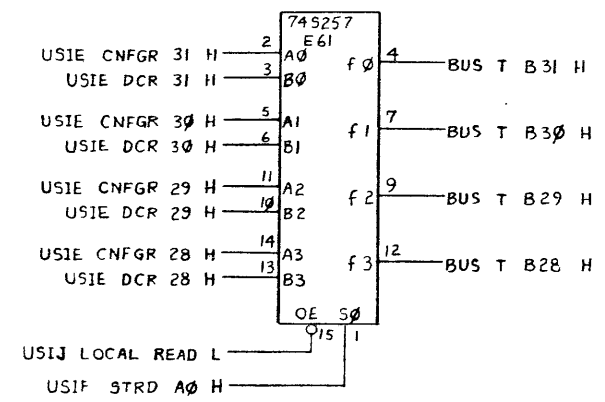 74S257
E61
USIE CNFGR 31 H 2 A0 f0 4 BUS T B31 H
USIE DCR 31 H 3 B0
USIE CNFGR 30 H 5 A1 f1 7 BUS T B30 H
USIE DCR 30 H 6 B1
USIE CNFGR 29 H 11 A2 f2 9 BUS T B29 H
USIE DCR 29 H 10 B2
USIE CNFGR 28 H 14 A3 f3 12 BUS T B28 H
USIE DCR 28 H 13 B3
OE S0
15 1
USIJ LOCAL READ L
USIF STRD A0 H